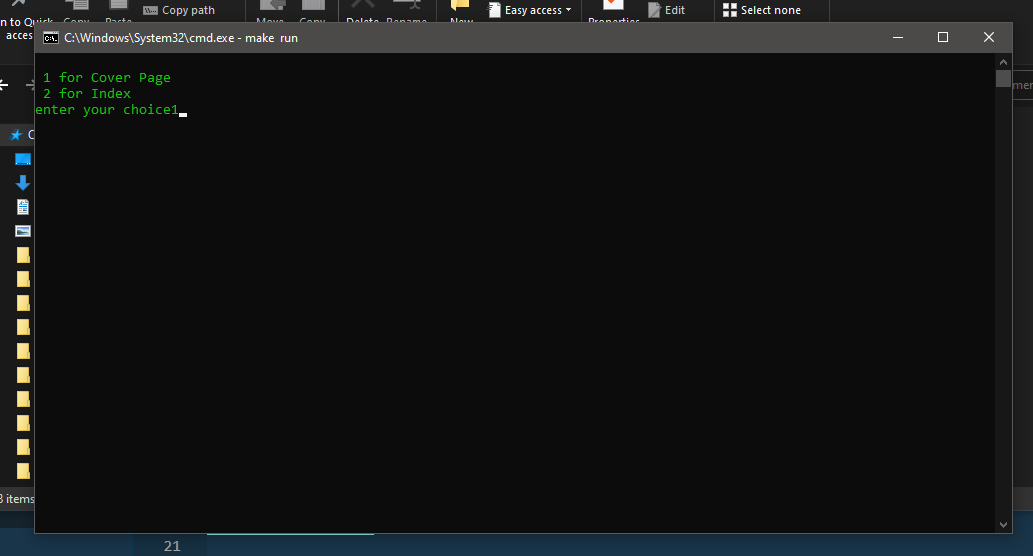 Copy path
Easy access
Edit
Select none
n to Quick
Copy
Paste
Move
Copy
Delete
Rename
New
Properties
acces
C:\Windows\System32\cmd.exe - make run
1 for Cover Page
2 for Index
enter your choice1
items
21